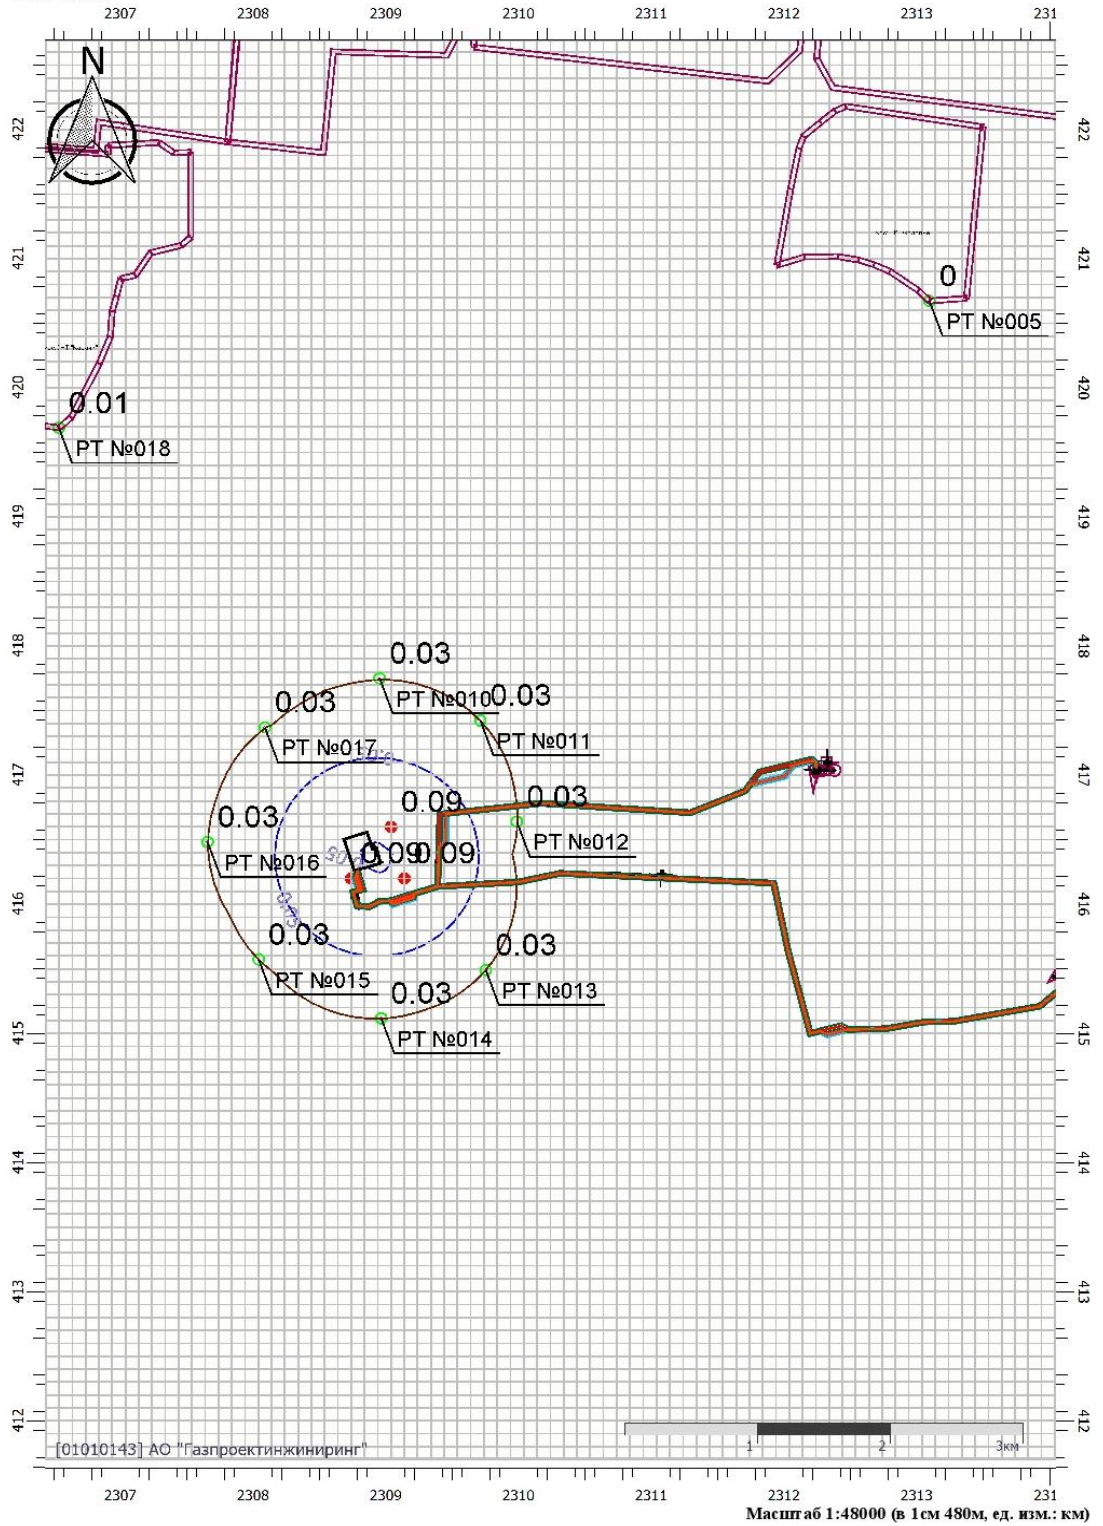 2307 2308 2309 2310 2311 2312 2313 231
N
422 422
421 421
0
РТ №005
420 420
0.01
РТ №018
419 419
418 418
0.03
0.03 РТ №010 0.03
РТ №017 РТ №011
417 417
0.03 0.09 0.03
РТ №016 0.09 0.09 РТ №012
0.05
416 416
0.03 0.03
РТ №015 0.03 РТ №013
РТ №014
415 415
414 414
413 413
412 412
1 2 3км
[01010143] АО "Газпроектинжиниринг"
2307 2308 2309 2310 2311 2312 2313 231
Масштаб 1:48000 (в 1см 480м, ед. изм.: км)